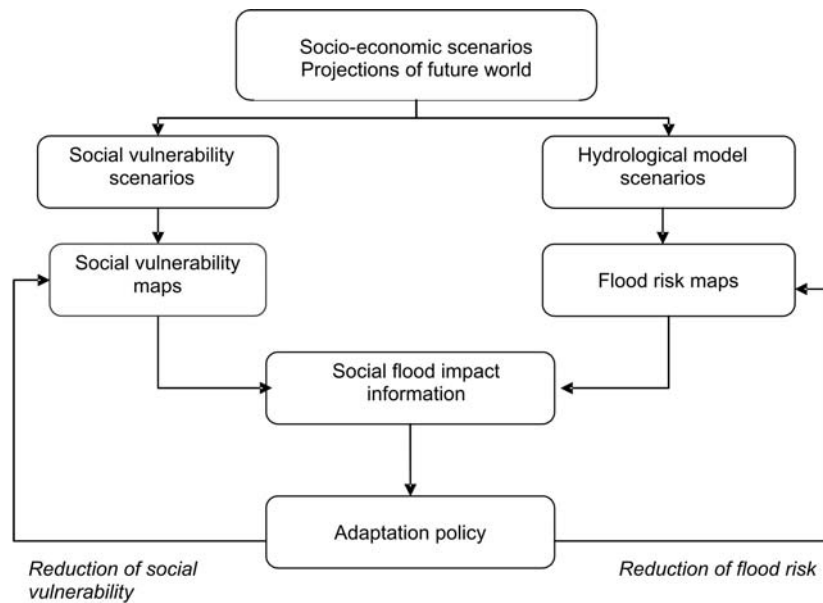 Socio-economic scenarios
Projections of future world
Social vulnerability
scenarios
Hydrological model
scenarios
Social vulnerability
maps
Flood risk maps
Social flood impact
information
Adaptation policy
Reduction of social
vulnerability
Reduction of flood risk